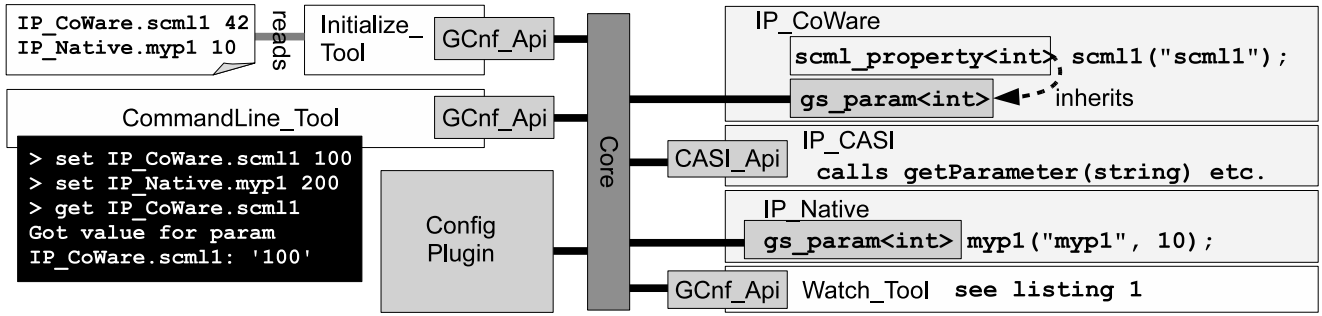 IP_CoWare.scml1 42
IP_Native.myp1 10
reads
Initialize_
Tool
GCnf_Api
CommandLine_Tool
GCnf_Api
> set IP_CoWare.scml1 100
> set IP_Native.myp1 200
> get IP_CoWare.scml1
Got value for param
IP_CoWare.scml1: '100'
Config
Plugin
Core
IP_CoWare
scml_property<int> scml1("scml1");
gs_param<int> inherits
CASI_Api
IP_CASI
calls getParameter(string) etc.
IP_Native
gs_param<int> myp1("myp1", 10);
GCnf_Api
Watch_Tool see listing 1